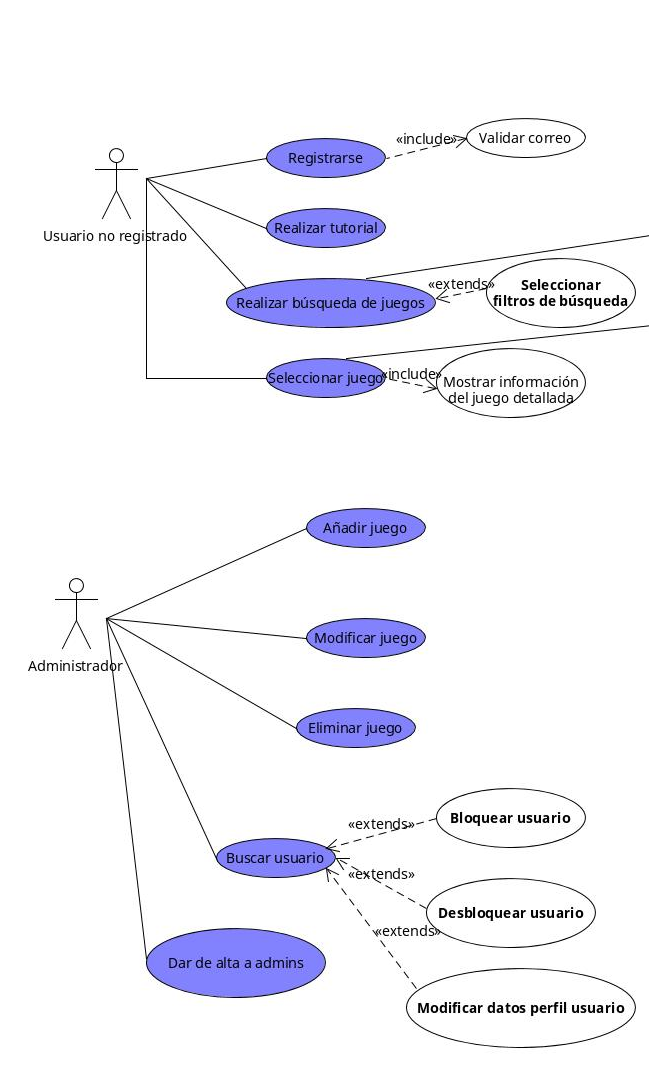 «include»
Validar correo
Registrarse
Usuario no registrado
Realizar tutorial
«extends»
Seleccionar
filtros de búsqueda
Realizar búsqueda de juegos
Seleccionar juego
«include»
Mostrar información
del juego detallada
Añadir juego
Administrador
Modificar juego
Eliminar juego
«extends»
Bloquear usuario
Buscar usuario
«extends»
Desbloquear usuario
«extends»
Dar de alta a admins
Modificar datos perfil usuario